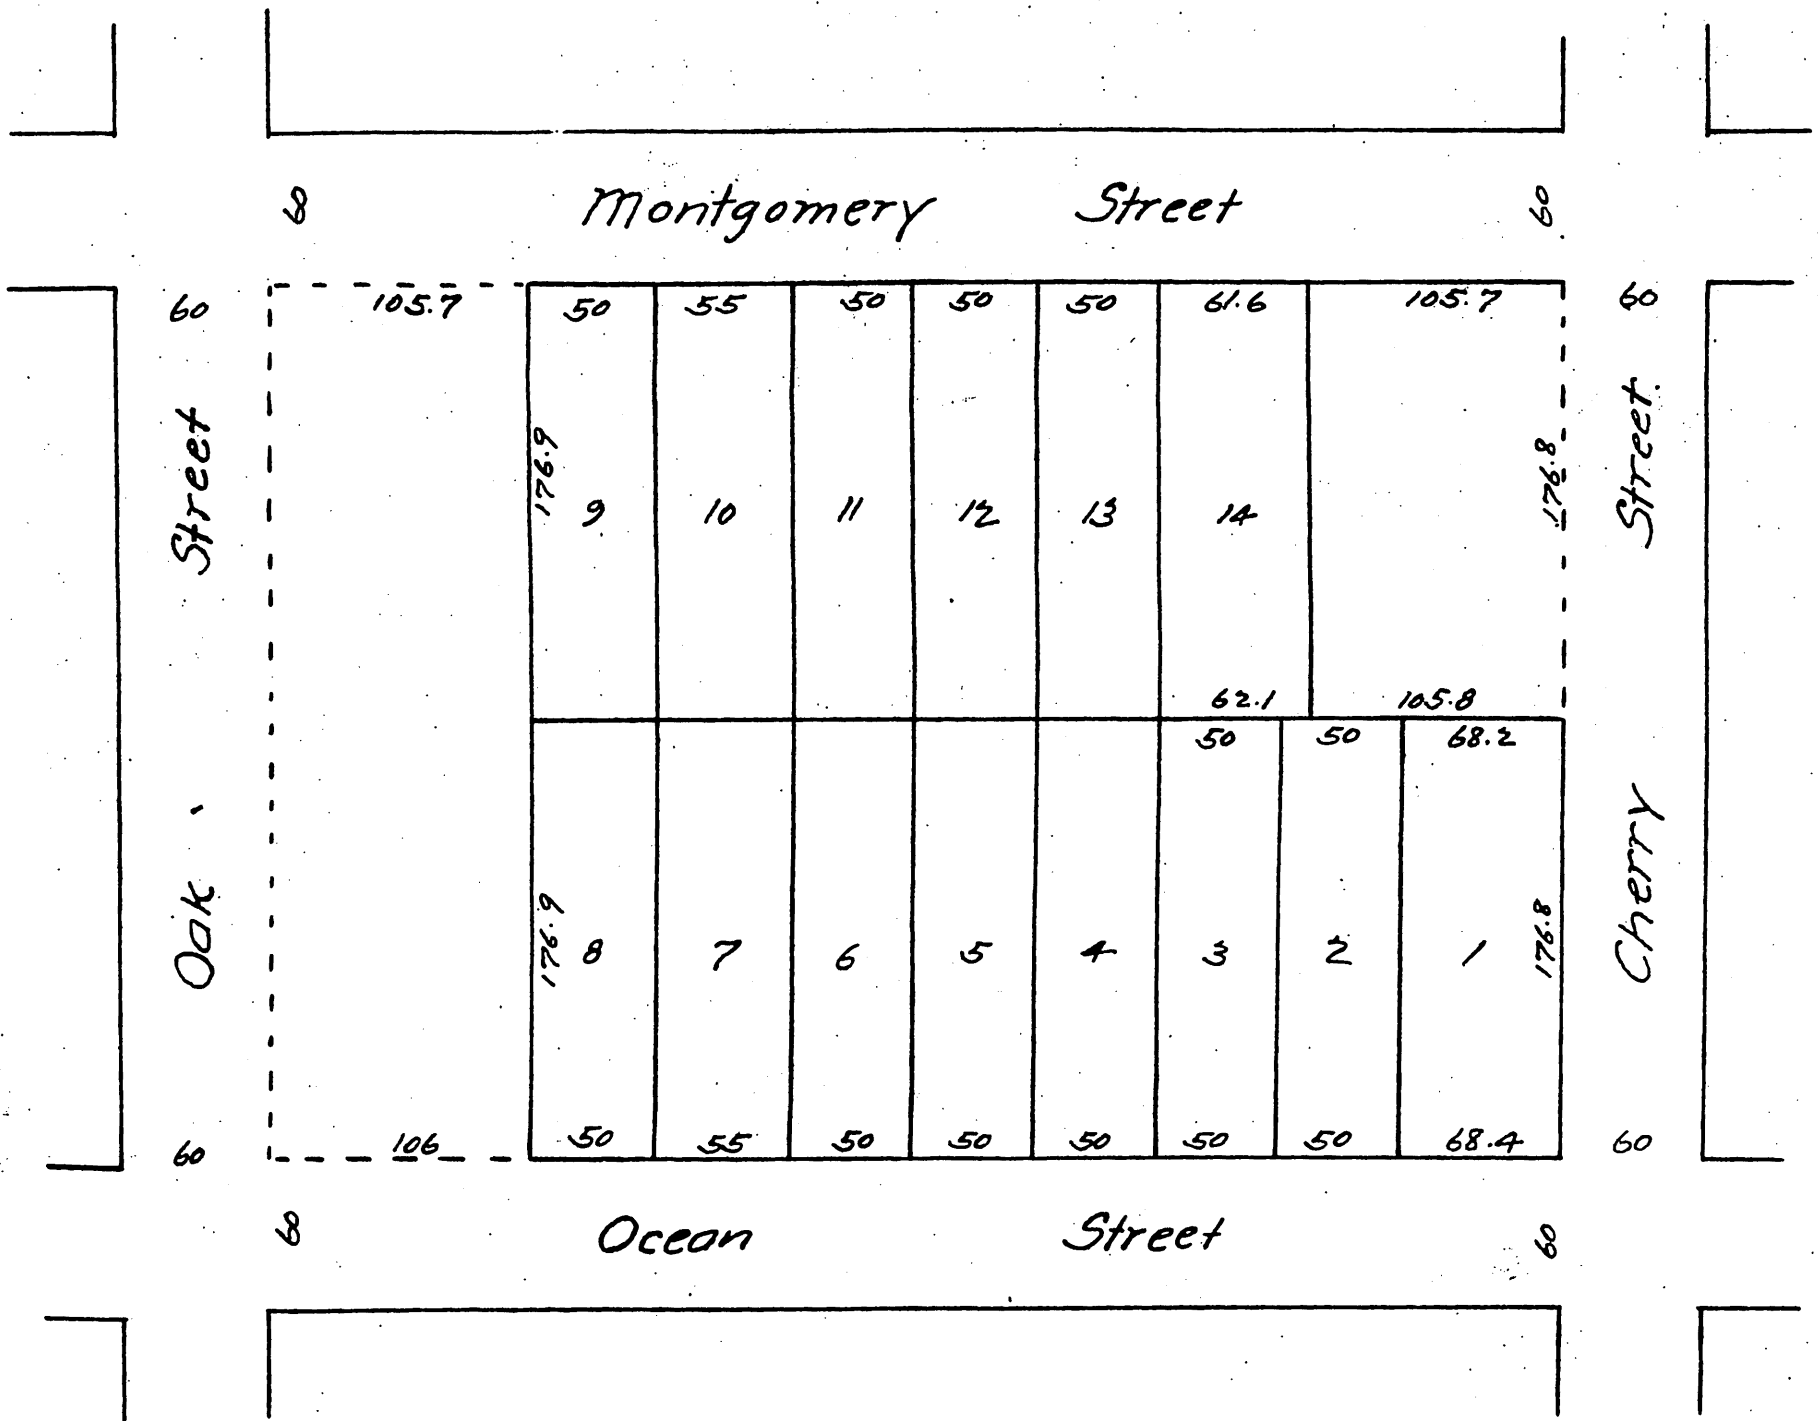 60 Montgomery Street 60
60 105.7 50 55 50 50 50 61.6 105.7 60
Oak Street
Cherry Street
176.9 176.8
9 10 11 12 13 14
62.1 105.8
50 50 68.2
176.9 176.8
8 7 6 5 4 3 2 1
60 106 50 55 50 50 50 50 50 68.4 60
60 Ocean Street 60